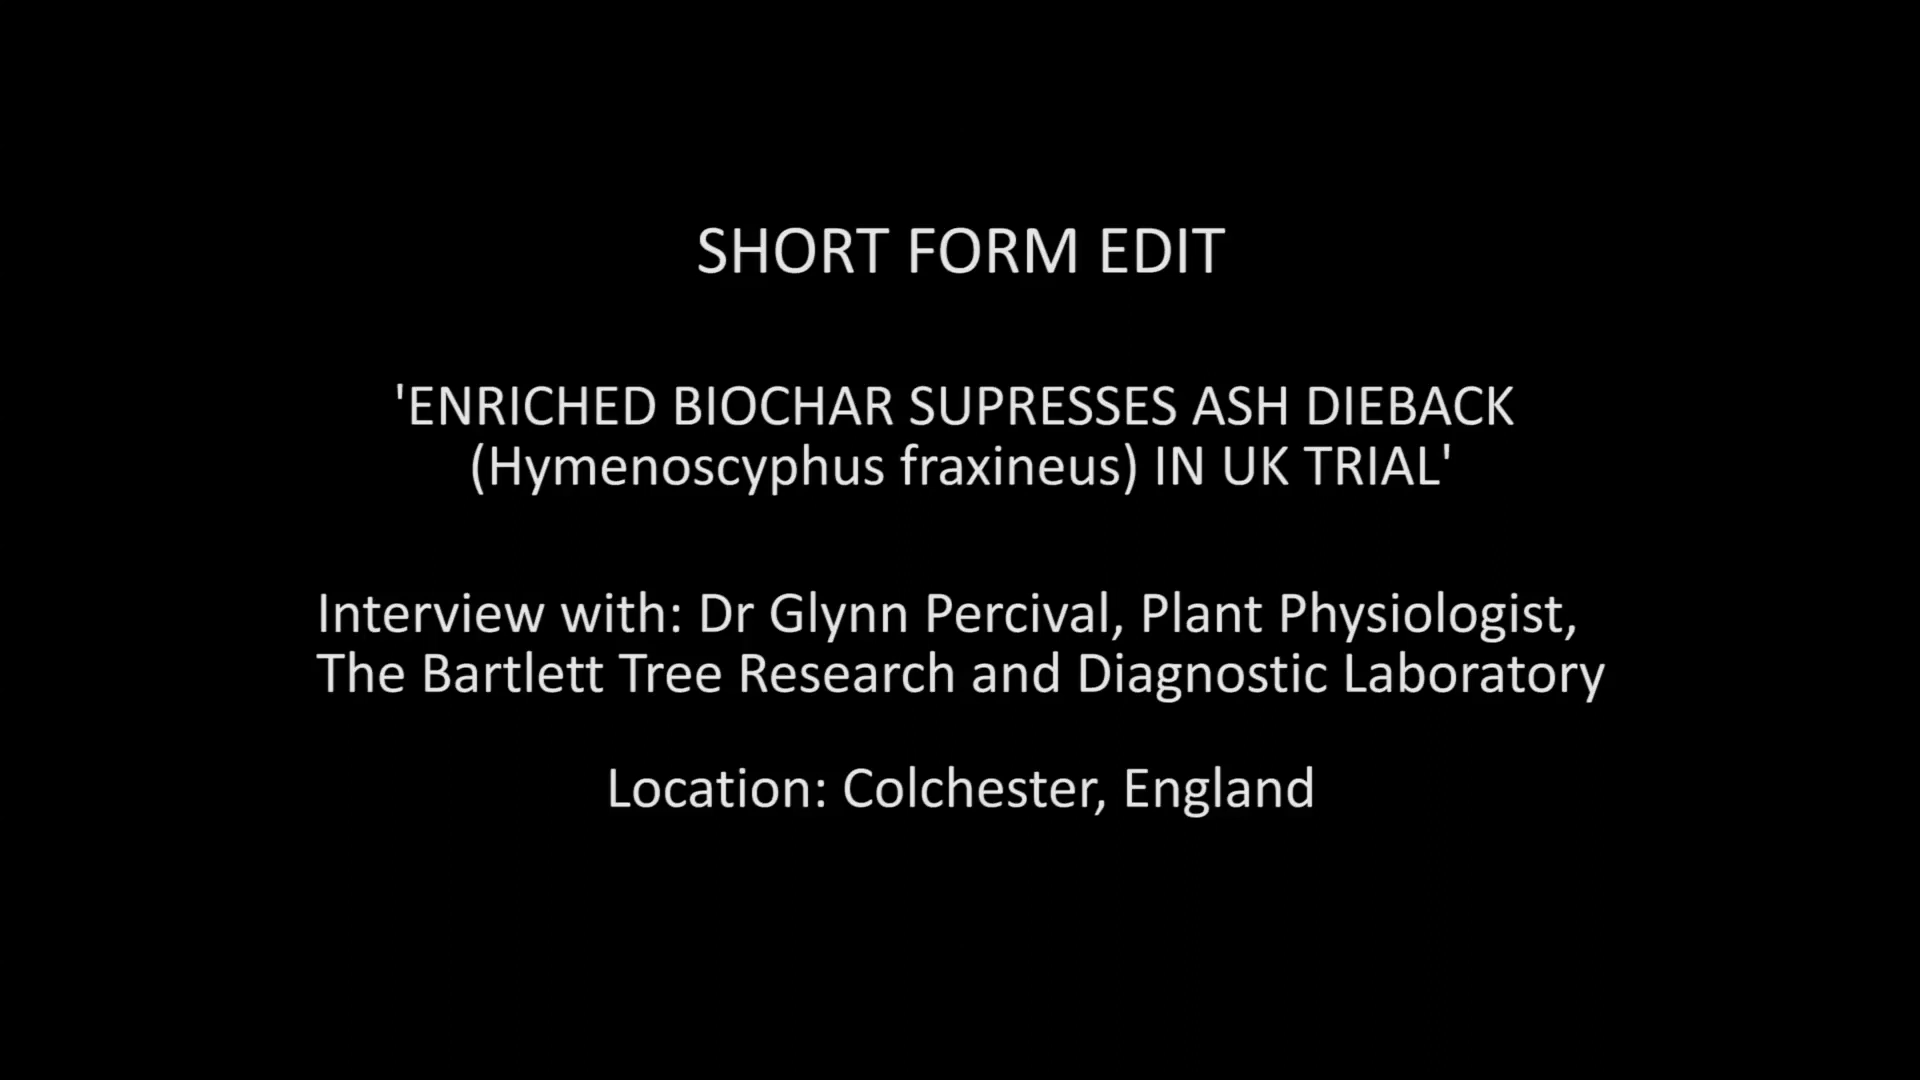 SHORT FORM EDIT
'ENRICHED BIOCHAR SUPRESSES ASH DIEBACK
(Hymenoscyphus fraxineus) IN UK TRIAL'
Interview with: Dr Glynn Percival, Plant Physiologist,
The Bartlett Tree Research and Diagnostic Laboratory
Location: Colchester, England